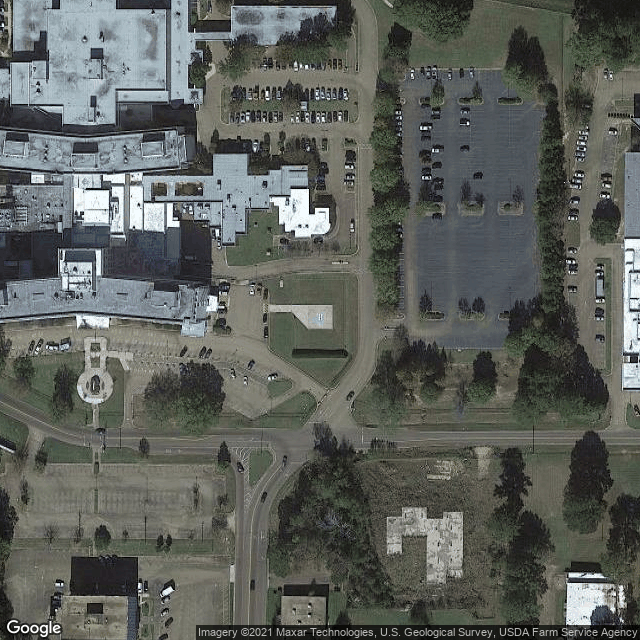 H
Google
Imagery ©2021 Maxar Technologies, U.S. Geological Survey, USDA Farm Service Agency